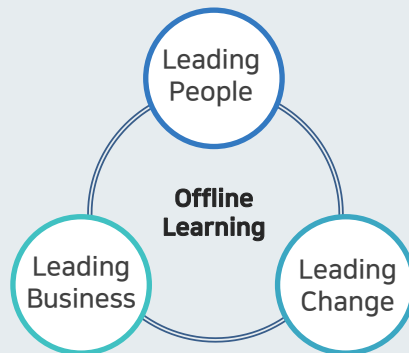 Leading
People
Offline
Learning
Leading
Business
Leading
Change